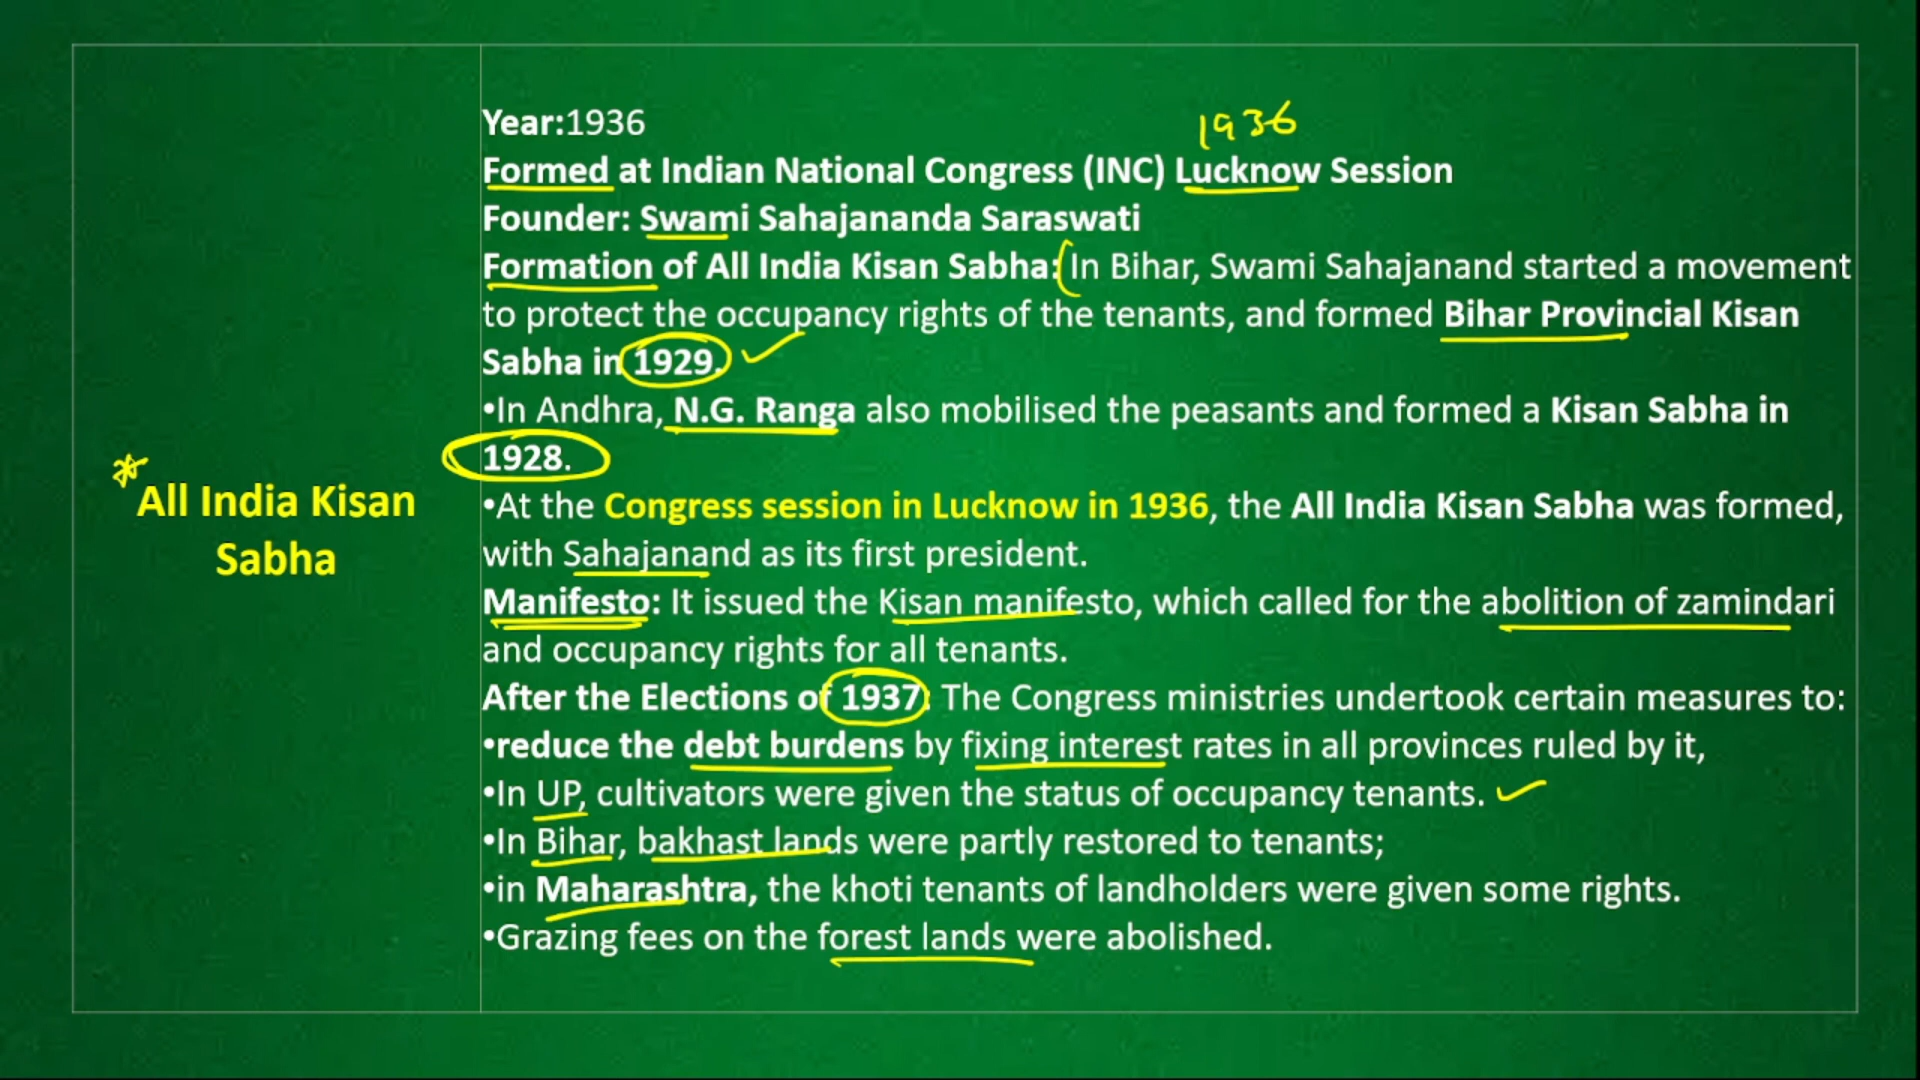 *All India Kisan
Sabha
Year:1936
1936
Formed at Indian National Congress (INC) Lucknow Session
Founder: Swami Sahajananda Saraswati
Formation of All India Kisan Sabha:(In Bihar, Swami Sahajanand started a movement
to protect the occupancy rights of the tenants, and formed Bihar Provincial Kisan
Sabha in 1929.
•In Andhra, N.G. Ranga also mobilised the peasants and formed a Kisan Sabha in
1928.
•At the Congress session in Lucknow in 1936, the All India Kisan Sabha was formed,
with Sahajanand as its first president.
Manifesto: It issued the Kisan manifesto, which called for the abolition of zamindari
and occupancy rights for all tenants.
After the Elections of 1937: The Congress ministries undertook certain measures to:
•reduce the debt burdens by fixing interest rates in all provinces ruled by it,
•In UP, cultivators were given the status of occupancy tenants.
•In Bihar, bakhast lands were partly restored to tenants;
•in Maharashtra, the khoti tenants of landholders were given some rights.
•Grazing fees on the forest lands were abolished.